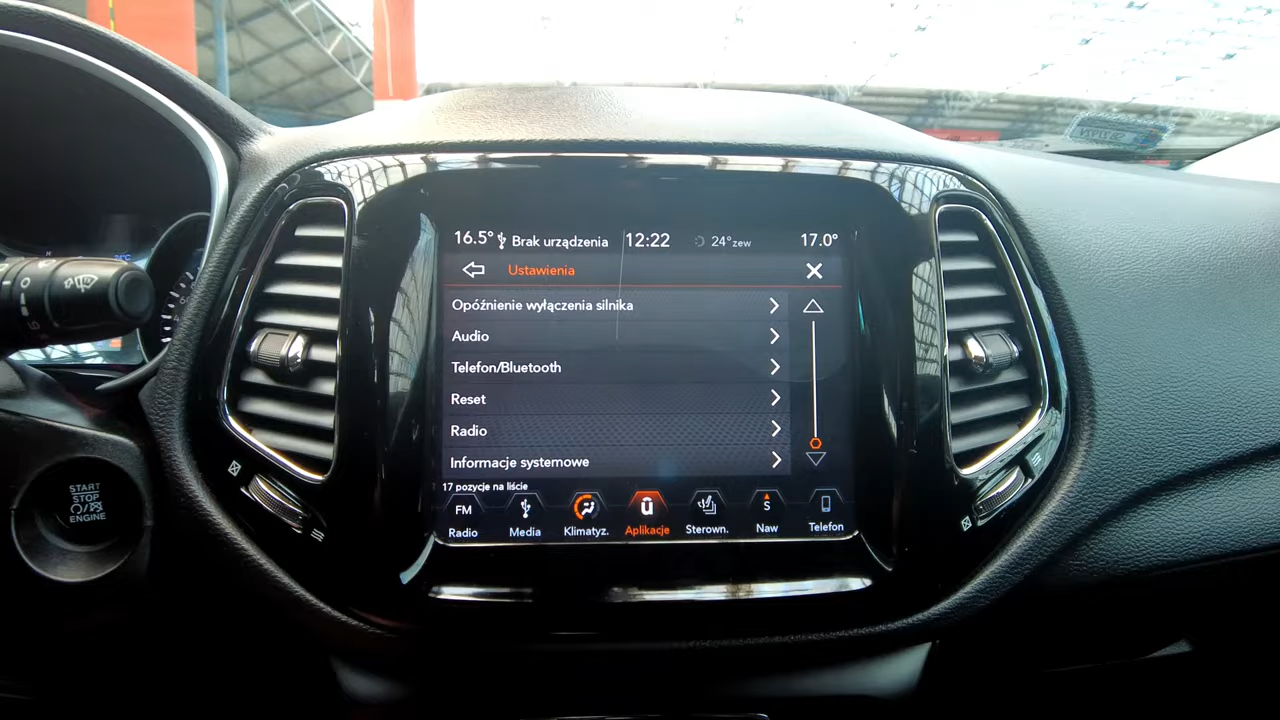 16.5° Brak urządzenia 12:22 24°zew 17.0°
Ustawienia
Opóźnienie wyłączenia silnika
Audio
Telefon/Bluetooth
Reset
Radio
Informacje systemowe
17 pozycje na liście
FM S
Radio Media Klimatyz. Aplikacje Sterown. Naw Telefon
START
STOP
ENGINE